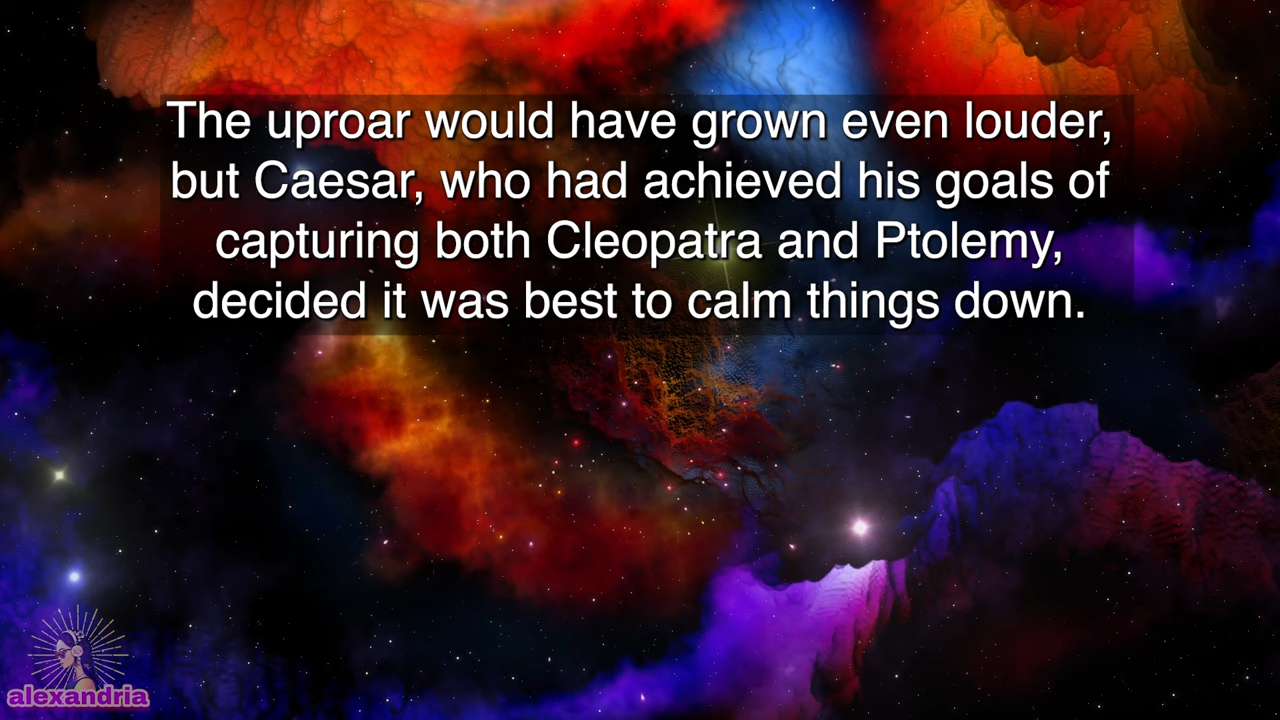 The uproar would have grown even louder,
but Caesar, who had achieved his goals of
capturing both Cleopatra and Ptolemy,
decided it was best to calm things down.
alexandria